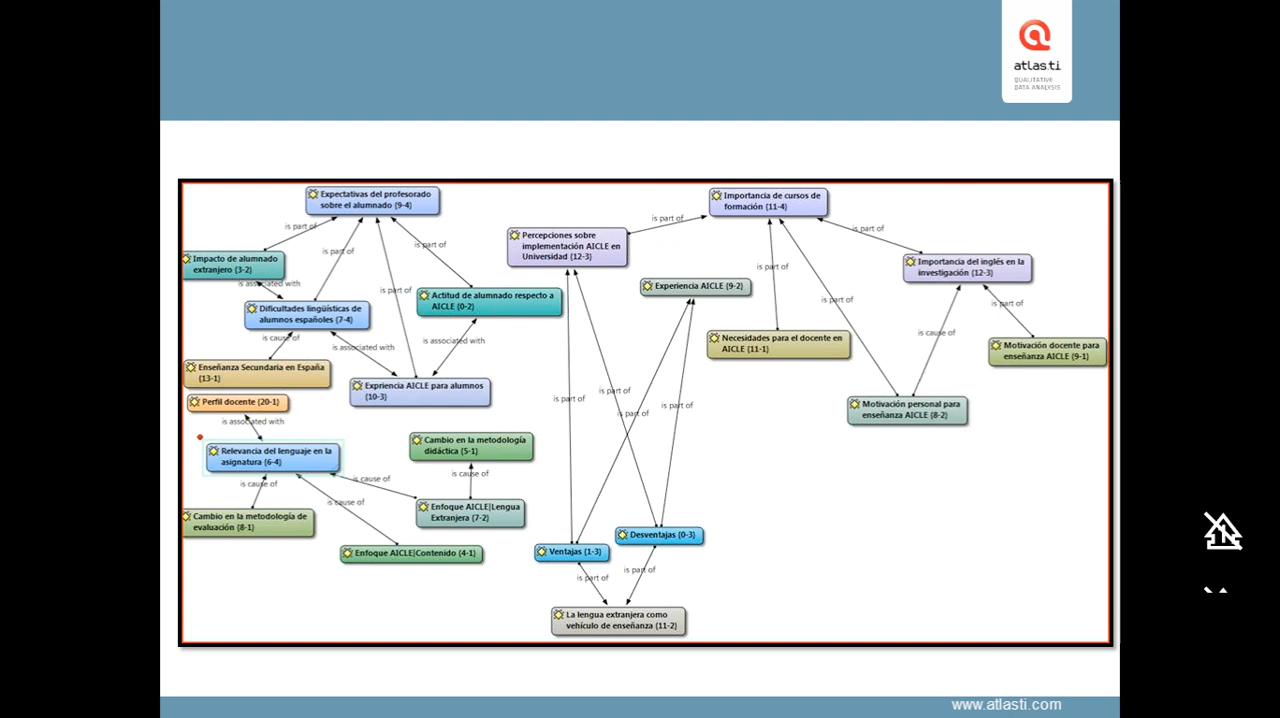 atlas.ti
QUALITATIVE
DATA ANALYSIS
Expectativas del profesorado
sobre el alumnado {9-4}
Importancia de cursos de
formación {11-4}
is part of
is part of
is part of
Percepciones sobre
implementación AICLE en
Universidad {12-3}
is part of
is part of
Impacto de alumnado
extranjero {3-2}
Importancia del inglés en la
investigación {12-3}
is part of
is associated with
is part of
Experiencia AICLE {9-2}
Actitud de alumnado respecto a
AICLE {0-2}
is part of
is part of
Dificultades lingüísticas de
alumnos españoles {7-4}
is cause of
is associated with
is associated with
Necesidades para el docente en
AICLE {11-1}
is cause of
Motivación docente para
enseñanza AICLE {9-1}
Enseñanza Secundaria en España
{13-1}
Expriencia AICLE para alumnos
{10-3}
is part of
is part of
is part of
is part of
Perfil docente {20-1}
Motivación personal para
enseñanza AICLE {8-2}
is associated with
Cambio en la metodología
didáctica {5-1}
Relevancia del lenguaje en la
asignatura {6-4}
is cause of
is cause of
is cause of
is cause of
Enfoque AICLE|Lengua
Extranjera {7-2}
Cambio en la metodología de
evaluación {8-1}
Desventajas {0-3}
Enfoque AICLE|Contenido {4-1}
Ventajas {1-3}
is part of
is part of
La lengua extranjera como
vehículo de enseñanza {11-2}
www.atlasti.com